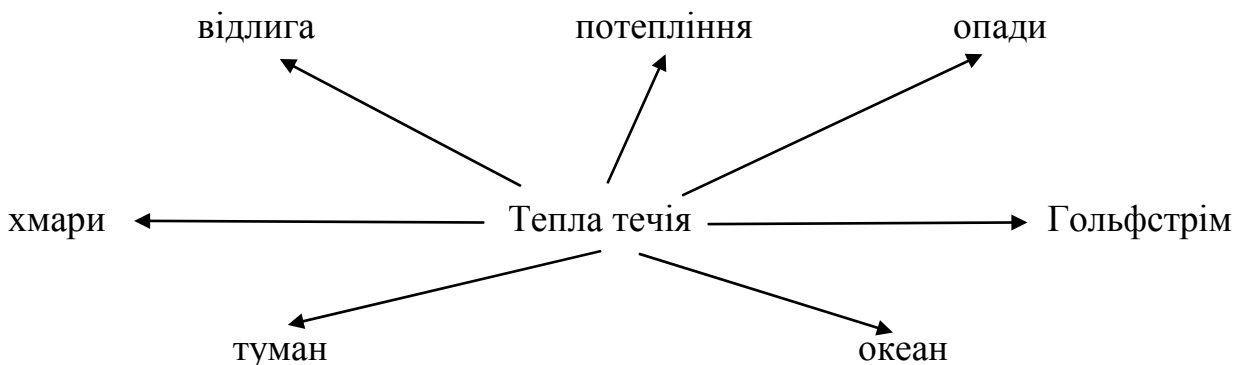 відлига потепління опади
хмари Тепла течія Гольфстрім
туман океан